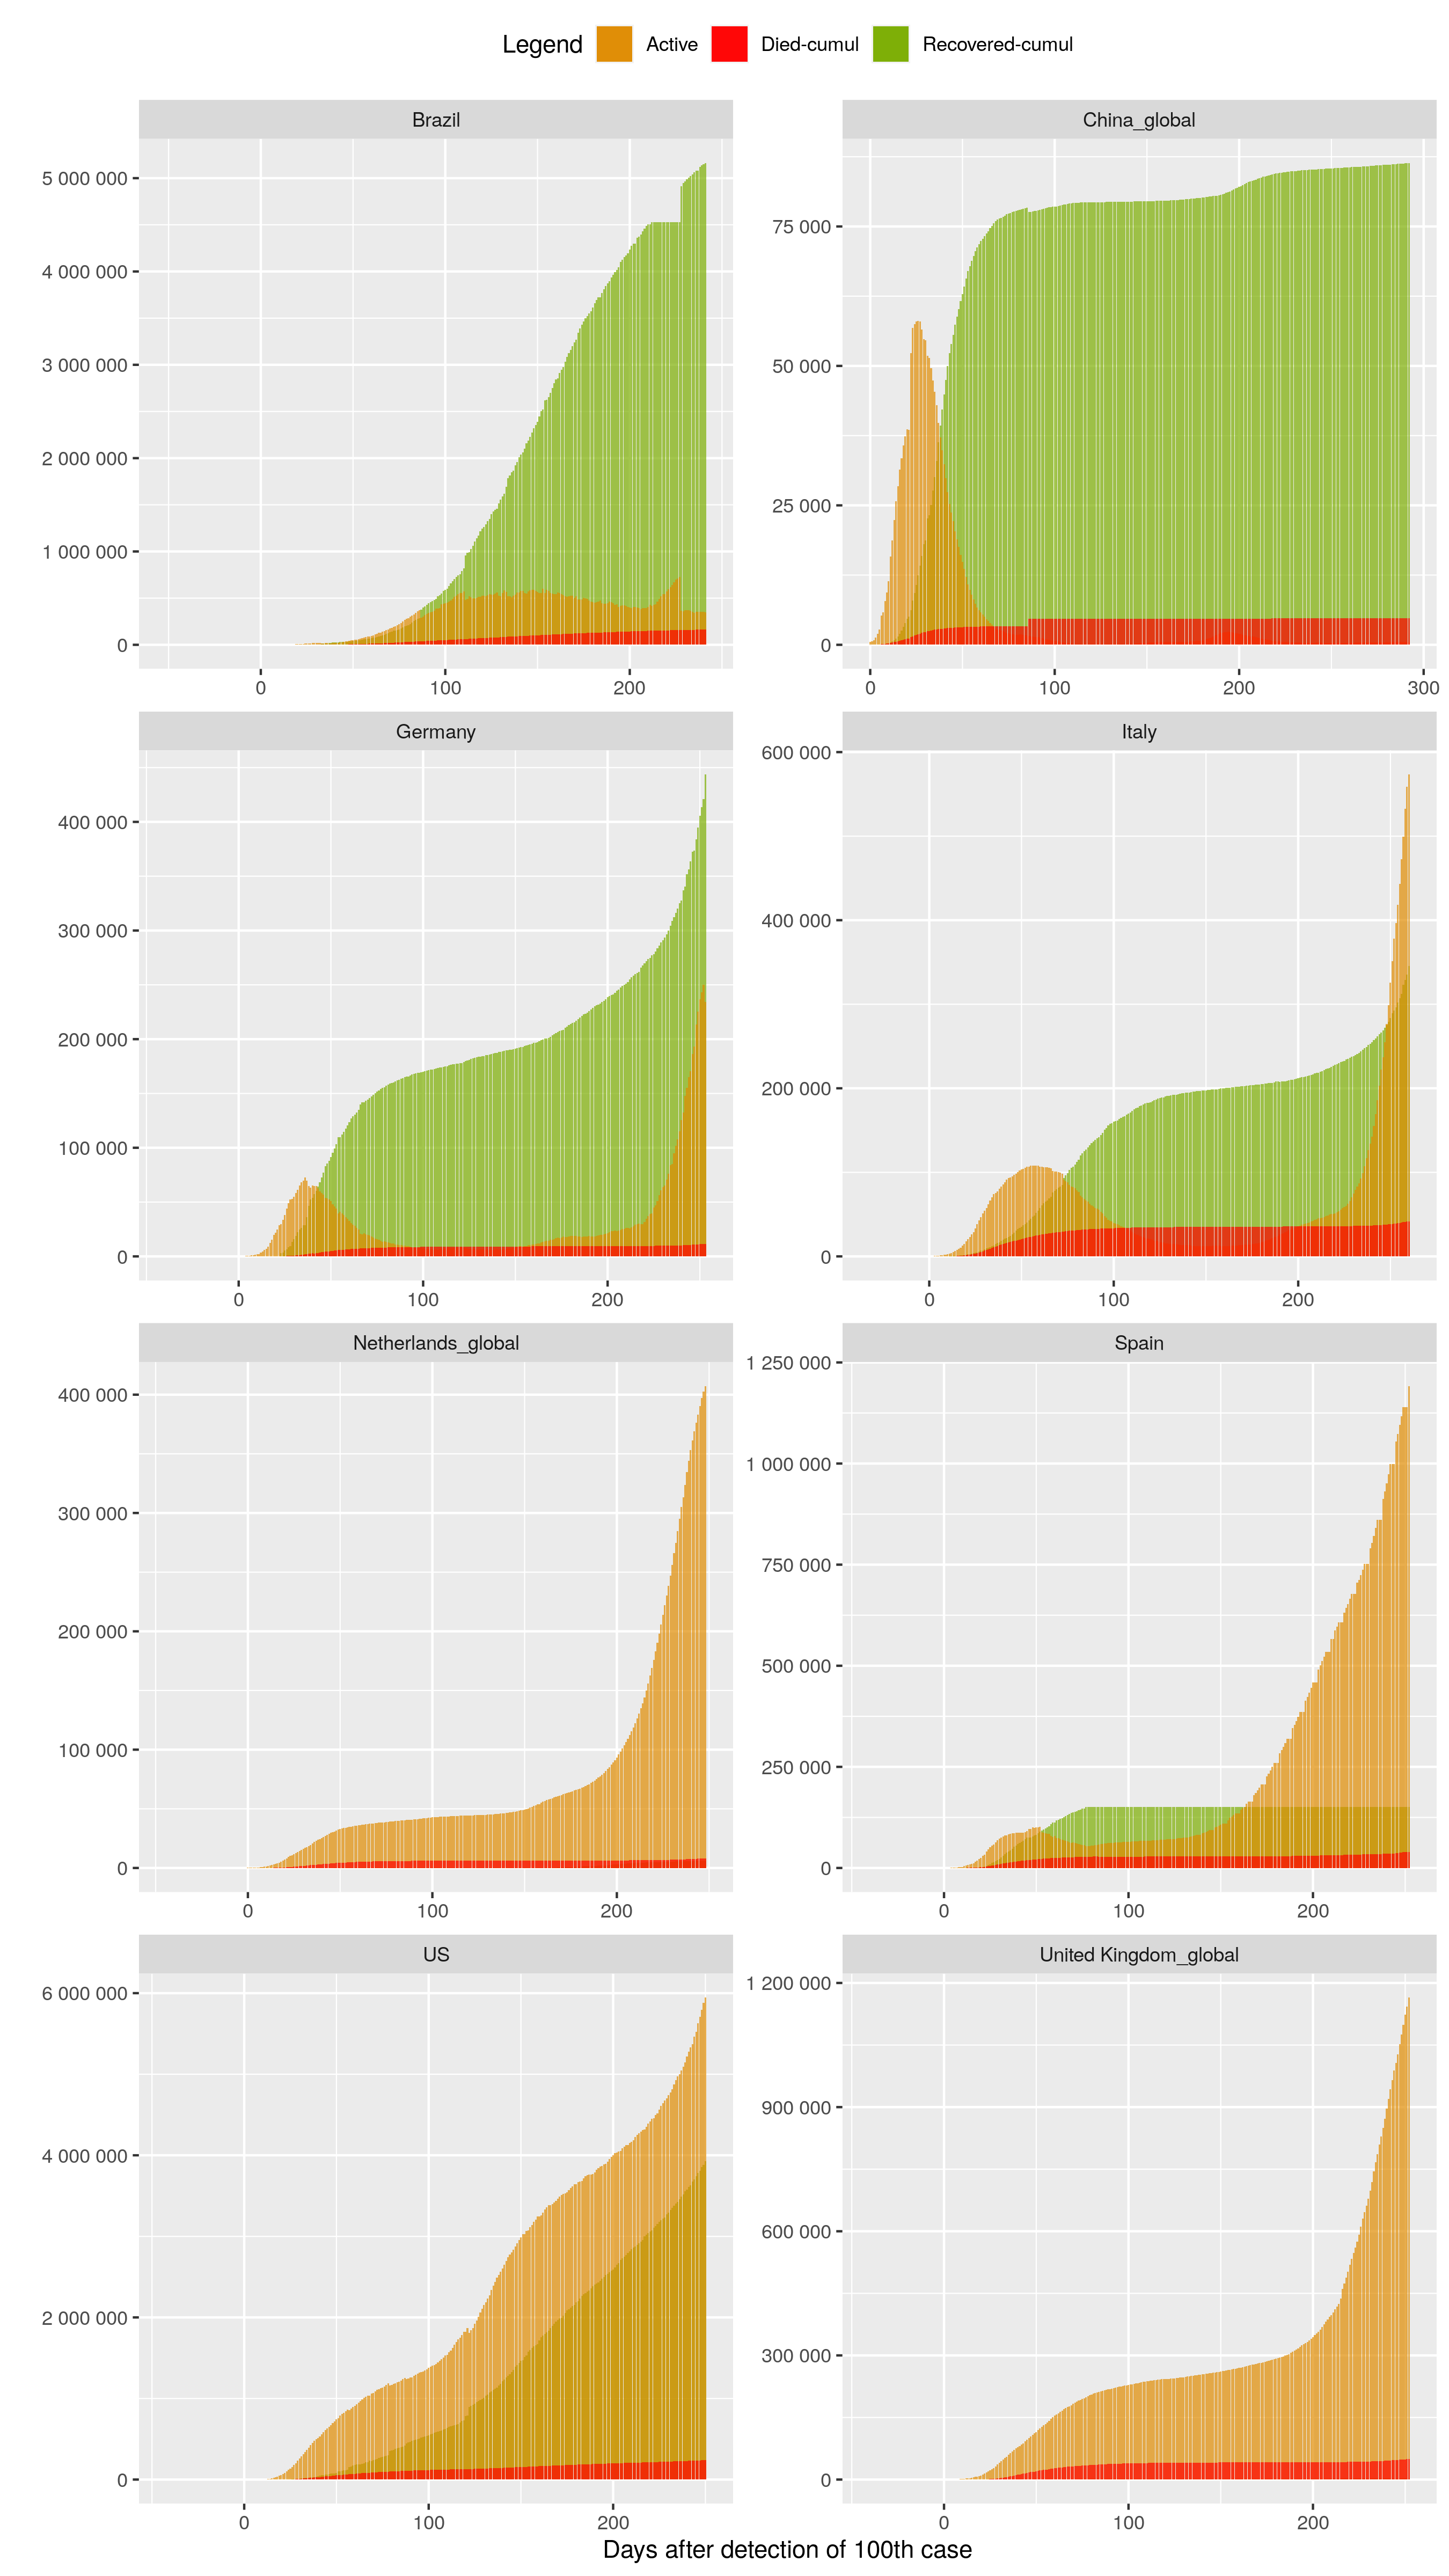 Legend Active Died-cumul Recovered-cumul
Brazil
5 000 000
4 000 000
3 000 000
2 000 000
1 000 000
0
0 100 200
China_global
75 000
50 000
25 000
0
0 100 200 300
Germany
400 000
300 000
200 000
100 000
0
0 100 200
Italy
600 000
400 000
200 000
0
0 100 200
Netherlands_global
400 000
300 000
200 000
100 000
0
0 100 200
Spain
1 250 000
1 000 000
750 000
500 000
250 000
0
0 100 200
US
6 000 000
4 000 000
2 000 000
0
0 100 200
United Kingdom_global
1 200 000
900 000
600 000
300 000
0
0 100 200
Days after detection of 100th case